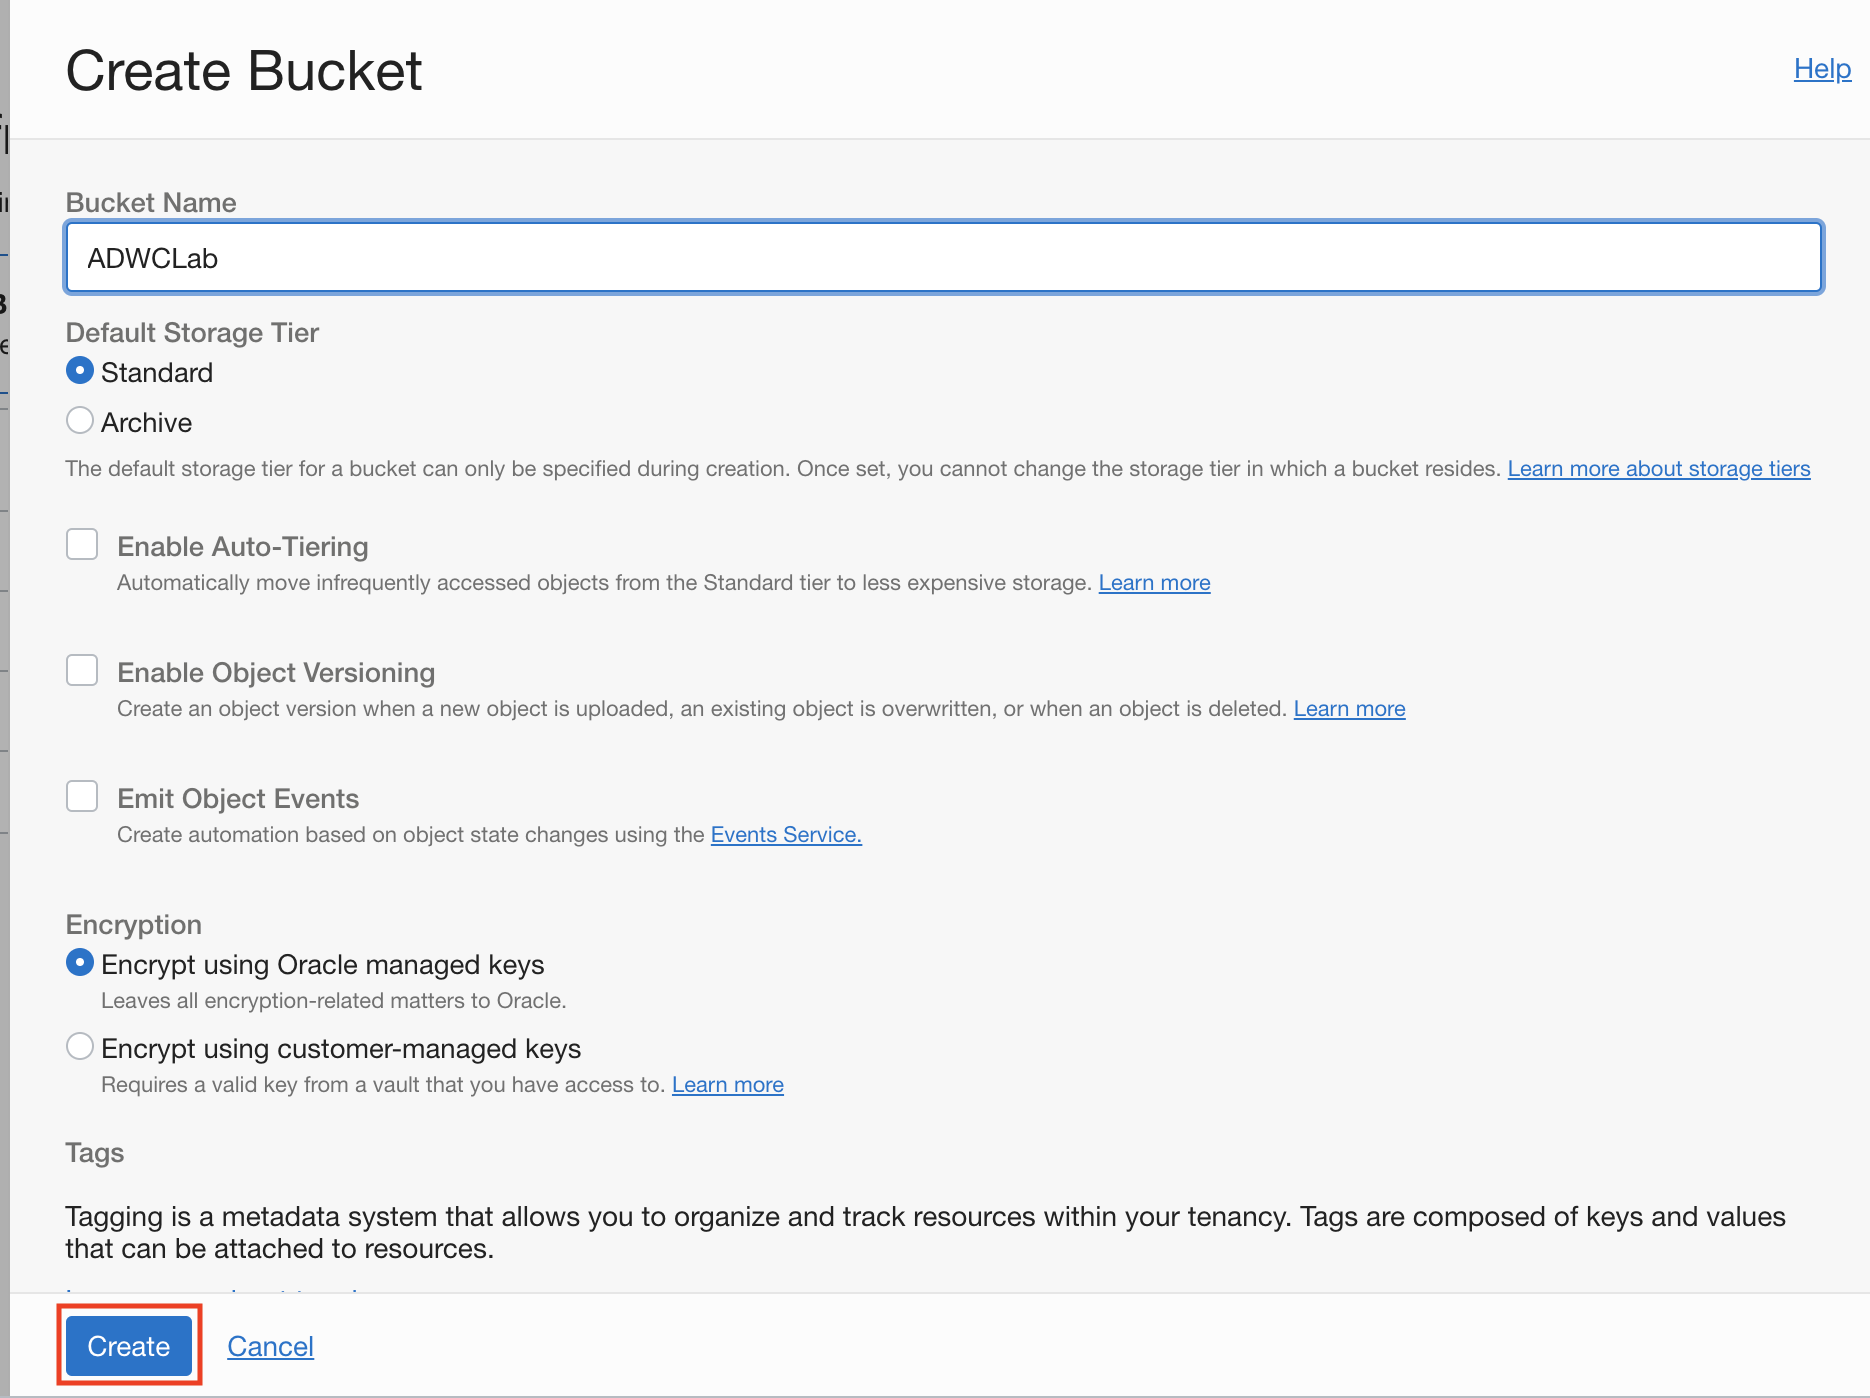 Create Bucket
Help
Bucket Name
ADWCLab
Default Storage Tier
Standard
Archive
The default storage tier for a bucket can only be specified during creation. Once set, you cannot change the storage tier in which a bucket resides. Learn more about storage tiers
Enable Auto-Tiering
Automatically move infrequently accessed objects from the Standard tier to less expensive storage. Learn more
Enable Object Versioning
Create an object version when a new object is uploaded, an existing object is overwritten, or when an object is deleted. Learn more
Emit Object Events
Create automation based on object state changes using the Events Service.
Encryption
Encrypt using Oracle managed keys
Leaves all encryption-related matters to Oracle.
Encrypt using customer-managed keys
Requires a valid key from a vault that you have access to. Learn more
Tags
Tagging is a metadata system that allows you to organize and track resources within your tenancy. Tags are composed of keys and values
that can be attached to resources.
Create
Cancel